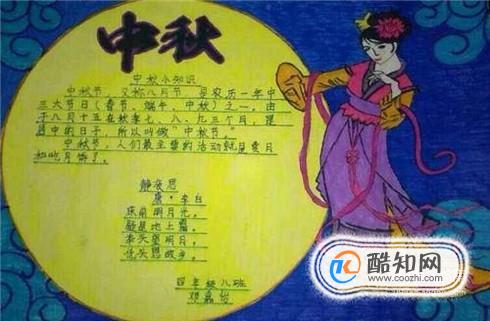 中秋
中秋小知识
中秋节,又称八月节,是农历一年中
三大节日(春节、端午、中秋)之一,由
于八月十五在秋季七、八、九三个月,居
中的日子,所以叫做“中秋节”。
中秋节,人们最主要的活动就是赏月
和吃月饼了。
静夜思
唐·李白
床前明月光,
疑是地上霜。
举头望明月,
低头思故乡。
四年级八班
邓嘉怡
酷知网
www.coozhi.com